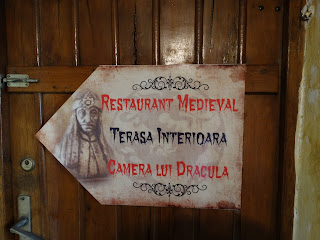 Restaurant Medieval
Terasa Interioara
Camera lui Dracula